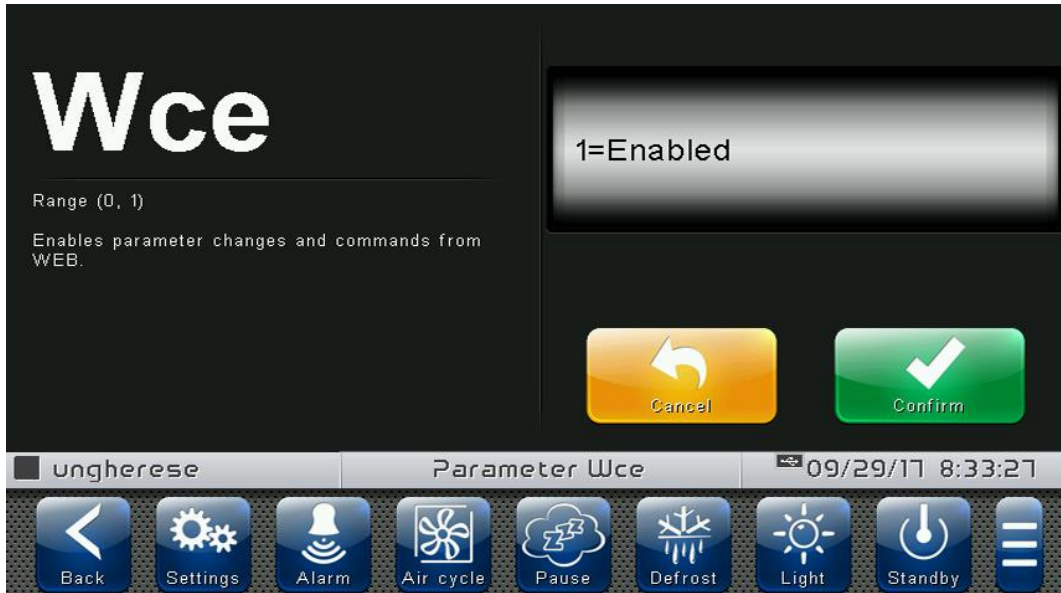 Wce
Range (0, 1)
Enables parameter changes and commands from
WEB.
1=Enabled
Cancel
Confirm
ungherese
Parameter Wce
09/29/17 8:33:27
Back
Settings
Alarm
Air cycle
Pause
Defrost
Light
Standby